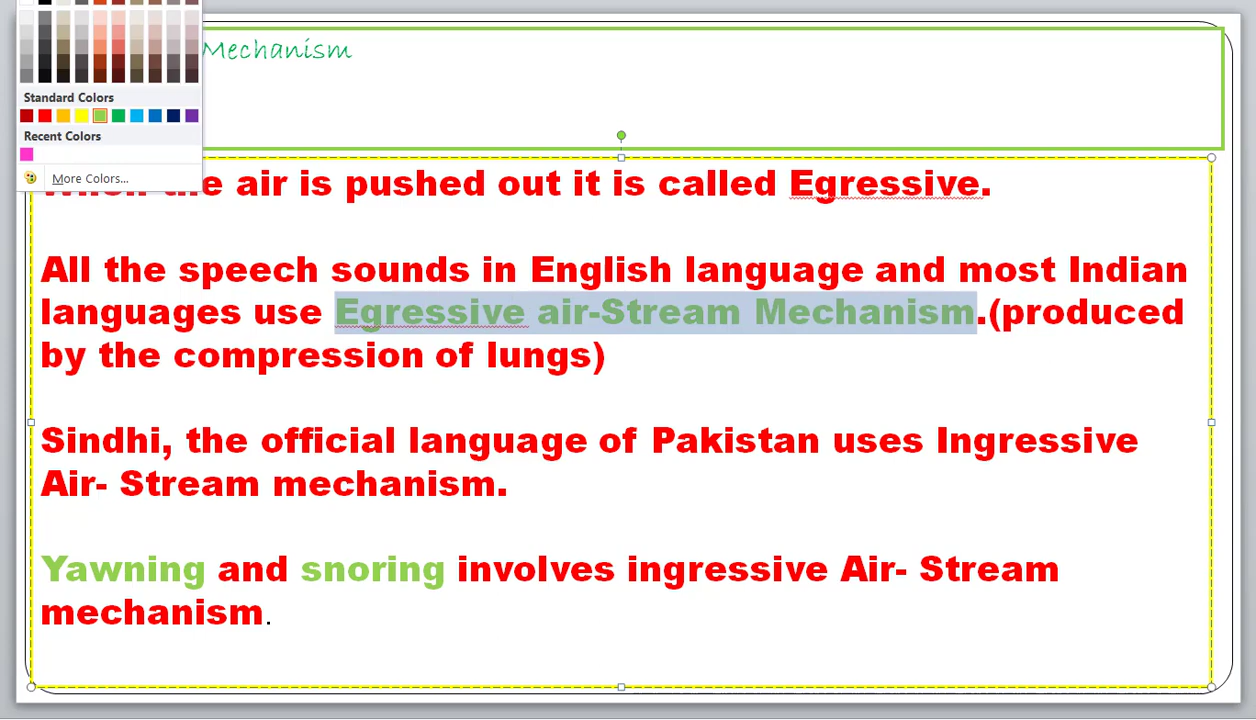 Mechanism
Standard Colors
Recent Colors
More Colors...
the air is pushed out it is called Egressive.
All the speech sounds in English language and most Indian
languages use Egressive air-Stream Mechanism.(produced
by the compression of lungs)
Sindhi, the official language of Pakistan uses Ingressive
Air- Stream mechanism.
Yawning and snoring involves ingressive Air- Stream
mechanism.